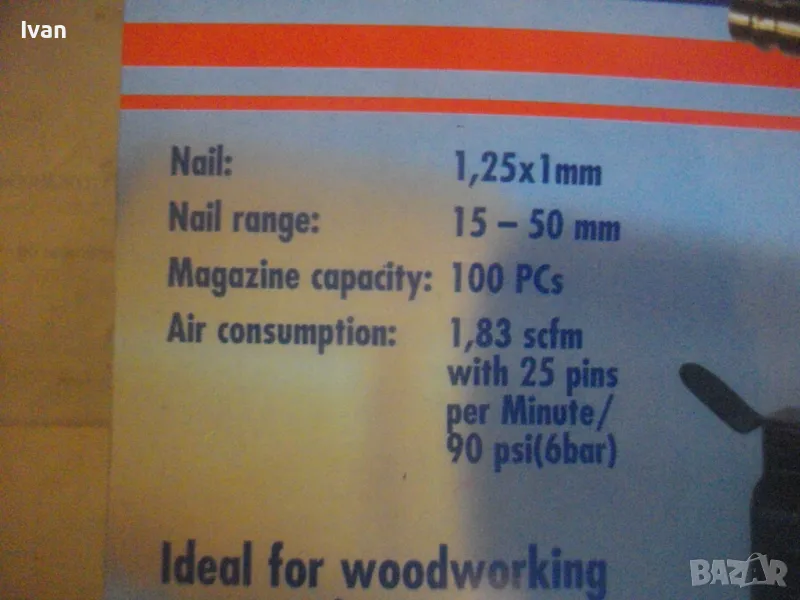 Ivan
Nail: 1,25x1mm
Nail range: 15 – 50 mm
Magazine capacity: 100 PCs
Air consumption: 1,83 scfm
with 25 pins
per Minute/
90 psi(6bar)
Ideal for woodworking
BAZAR